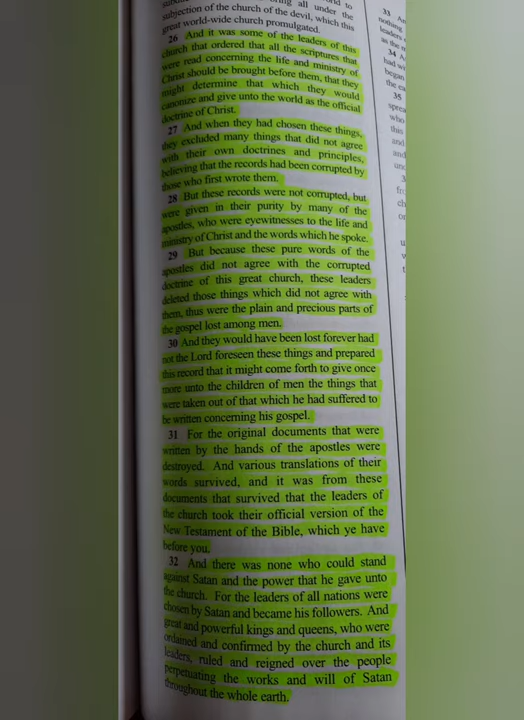 all under the
subjection of the church of the devil, which this
great world-wide church promulgated.
26 And it was some of the leaders of this
church that ordered that all the scriptures that
were read concerning the life and ministry of
Christ should be brought before them, that they
might determine that which they would
canonize and give unto the world as the official
doctrine of Christ.
27 And when they had chosen these things,
they excluded many things that did not agree
with their own doctrines and principles,
believing that the records had been corrupted by
those who first wrote them.
28 But these records were not corrupted, but
were given in their purity by many of the
apostles, who were eyewitnesses to the life and
ministry of Christ and the words which he spoke.
29 But because these pure words of the
apostles did not agree with the corrupted
doctrine of this great church, these leaders
deleted those things which did not agree with
them, thus were the plain and precious parts of
the gospel lost among men.
30 And they would have been lost forever had
not the Lord foreseen these things and prepared
this record that it might come forth to give once
more unto the children of men the things that
were taken out of that which he had suffered to
be written concerning his gospel.
31 For the original documents that were
written by the hands of the apostles were
destroyed. And various translations of their
words survived, and it was from these
documents that survived that the leaders of
the church took their official version of the
New Testament of the Bible, which ye have
before you.
32 And there was none who could stand
against Satan and the power that he gave unto
the church. For the leaders of all nations were
chosen by Satan and became his followers. And
great and powerful kings and queens, who were
ordained and confirmed by the church and its
leaders, ruled and reigned over the people
perpetuating the works and will of Satan
throughout the whole earth.
33
nothing
leaders
as the
34
had
began
35
who
this
and
and